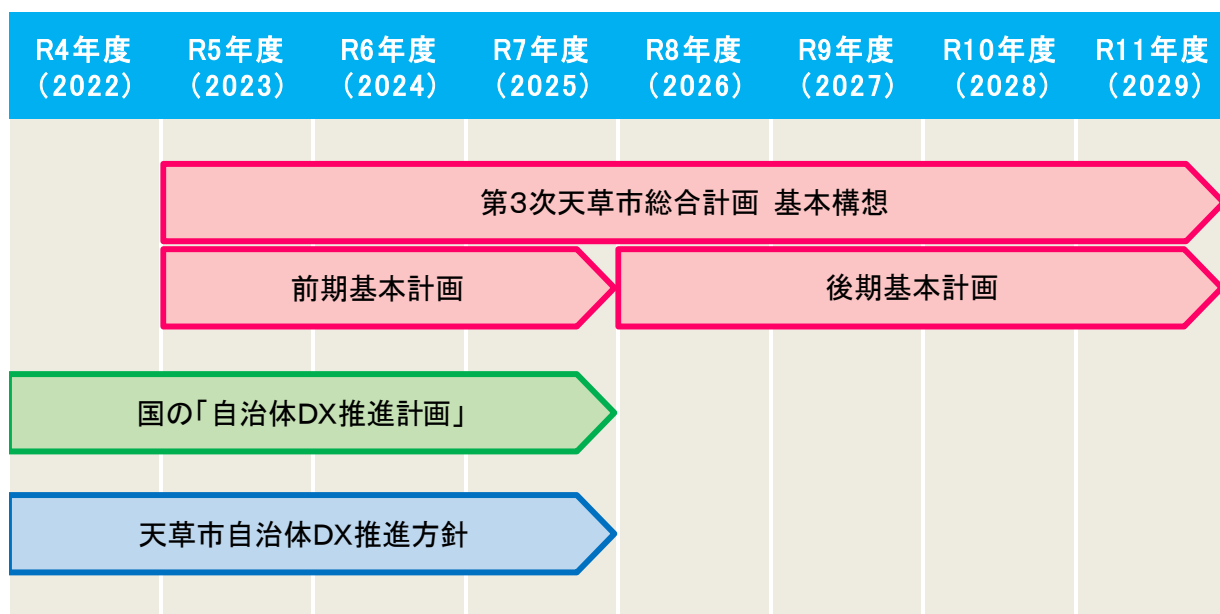 R4年度 R5年度 R6年度 R7年度 R8年度 R9年度 R10年度 R11年度
（2022） （2023） （2024） （2025） （2026） （2027） （2028） （2029）
第3次天草市総合計画 基本構想
前期基本計画 後期基本計画
国の「自治体DX推進計画」
天草市自治体DX推進方針